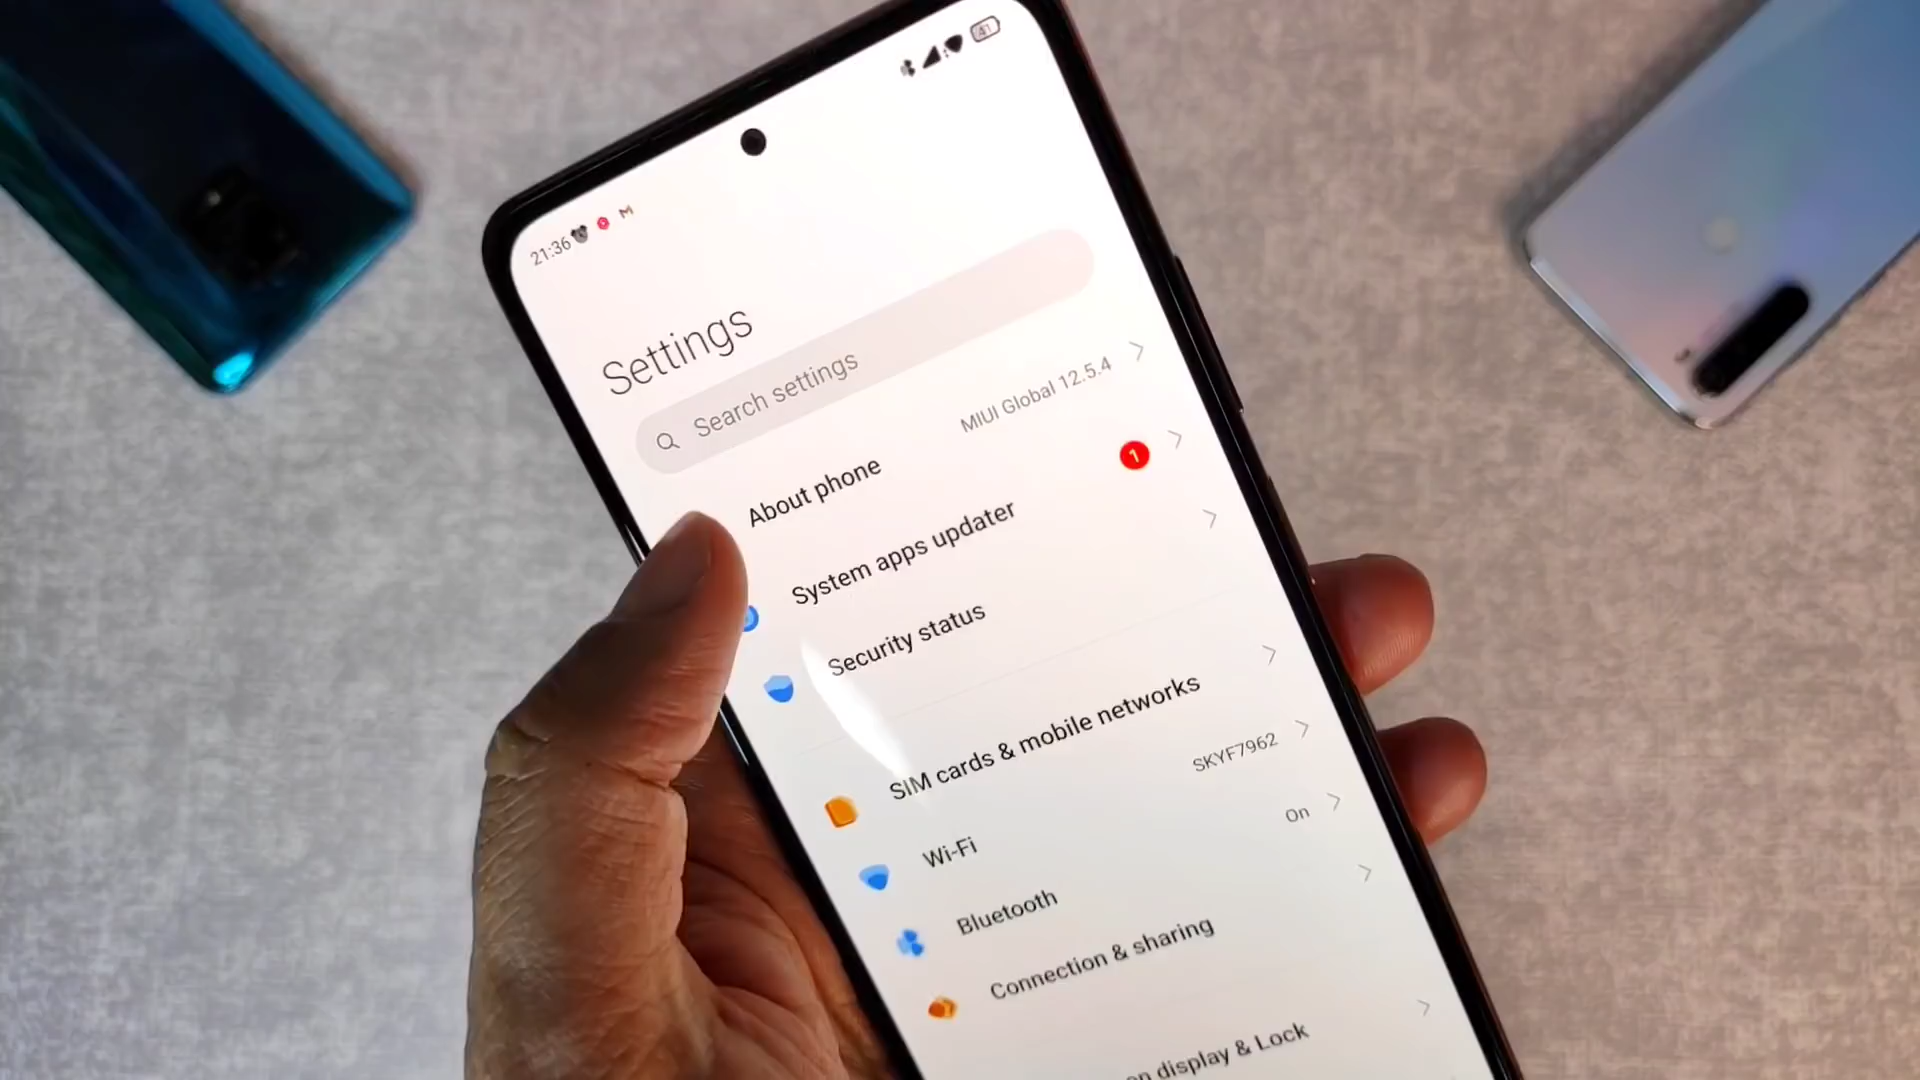 21:36
41
Settings
Search settings
About phone
MIUI Global 12.5.4
System apps updater
1
Security status
SIM cards & mobile networks
Wi-Fi
SKYF7962
Bluetooth
On
Connection & sharing
display & Lock